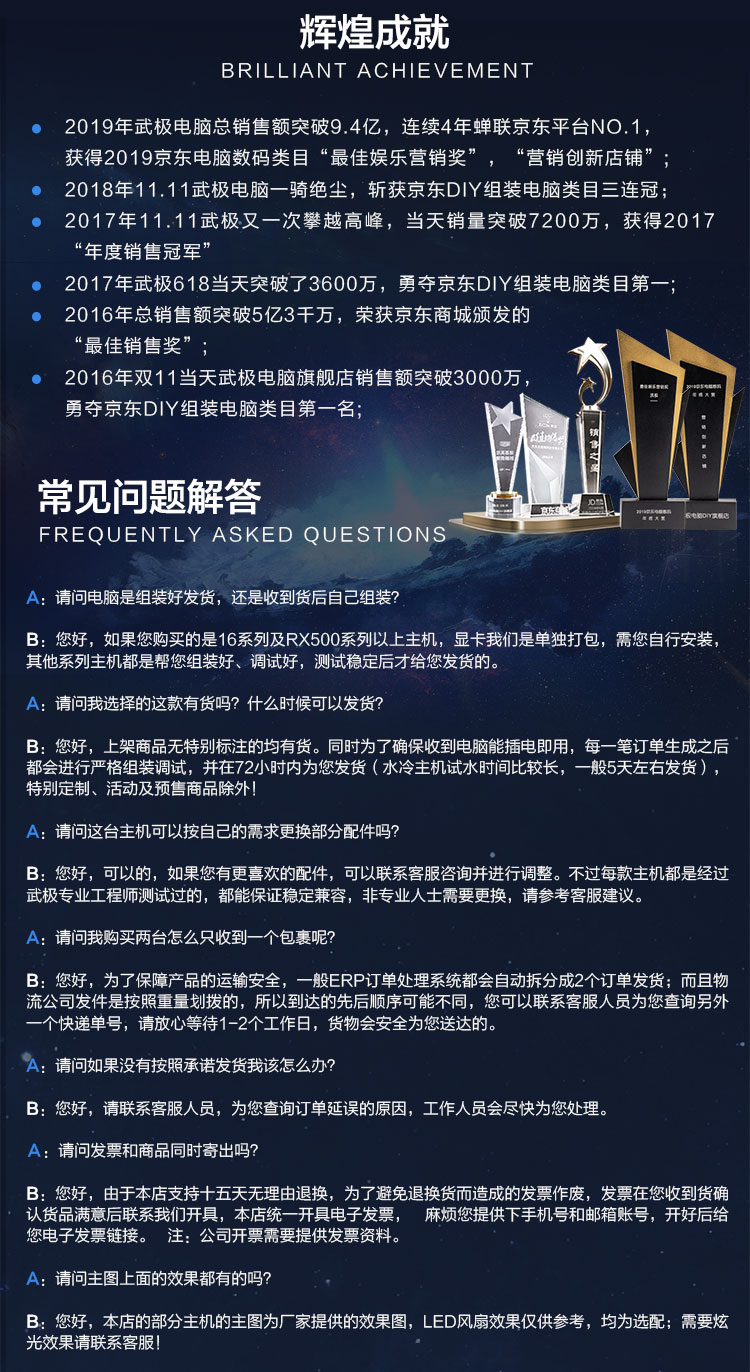 辉煌成就
BRILLIANT ACHIEVEMENT
2019年武极电脑总销售额突破9.4亿，连续4年蝉联京东平台NO.1，
获得2019京东电脑数码类目“最佳娱乐营销奖”，“营销创新店铺”；
2018年11.11武极电脑一骑绝尘，斩获京东DIY组装电脑类目三连冠；
2017年11.11武极又一次攀越高峰，当天销量突破7200万，获得2017
“年度销售冠军”
2017年武极618当天突破了3600万，勇夺京东DIY组装电脑类目第一；
2016年总销售额突破5亿3千万，荣获京东商城颁发的
“最佳销售奖”；
2016年双11当天武极电脑旗舰店销售额突破3000万，
勇夺京东DIY组装电脑类目第一名；
销售之星
常见问题解答
FREQUENTLY ASKED QUESTIONS
A：请问电脑是组装好发货，还是收到货后自己组装？
B：您好，如果您购买的是16系列及RX500系列以上主机，显卡我们是单独打包，需您自行安装，
其他系列主机都是帮您组装好、调试好，测试稳定后才给您发货的。
A：请问我选择的这款有货吗？什么时候可以发货？
B：您好，上架商品无特别标注的均有货。同时为了确保收到电脑能插电即用，每一笔订单生成之后
都会进行严格组装调试，并在72小时内为您发货（水冷主机试水时间比较长，一般5天左右发货），
特别定制、活动及预售商品除外！
A：请问这台主机可以按自己的需求更换部分配件吗？
B：您好，可以的，如果您有更喜欢的配件，可以联系客服咨询并进行调整。不过每款主机都是经过
武极专业工程师测试过的，都能保证稳定兼容，非专业人士需要更换，请参考客服建议。
A：请问我购买两台怎么只收到一个包裹呢？
B：您好，为了保障产品的运输安全，一般ERP订单处理系统都会自动拆分成2个订单发货；而且物
流公司发件是按照重量划拨的，所以到达的先后顺序可能不同，您可以联系客服人员为您查询另外
一个快递单号，请放心等待1-2个工作日，货物会安全为您送达的。
A：请问如果没有按照承诺发货我该怎么办？
B：您好，请联系客服人员，为您查询订单延误的原因，工作人员会尽快为您处理。
A：请问发票和商品同时寄出吗？
B：您好，由于本店支持十五天无理由退换，为了避免退换货而造成的发票作废，发票在您收到货确
认货品满意后联系我们开具，本店统一开具电子发票， 麻烦您提供下手机号和邮箱账号，开好后给
您电子发票链接。 注：公司开票需要提供发票资料。
A：请问主图上面的效果都有的吗？
B：您好，本店的部分主机的主图为厂家提供的效果图，LED风扇效果仅供参考，均为选配；需要炫
光效果请联系客服！